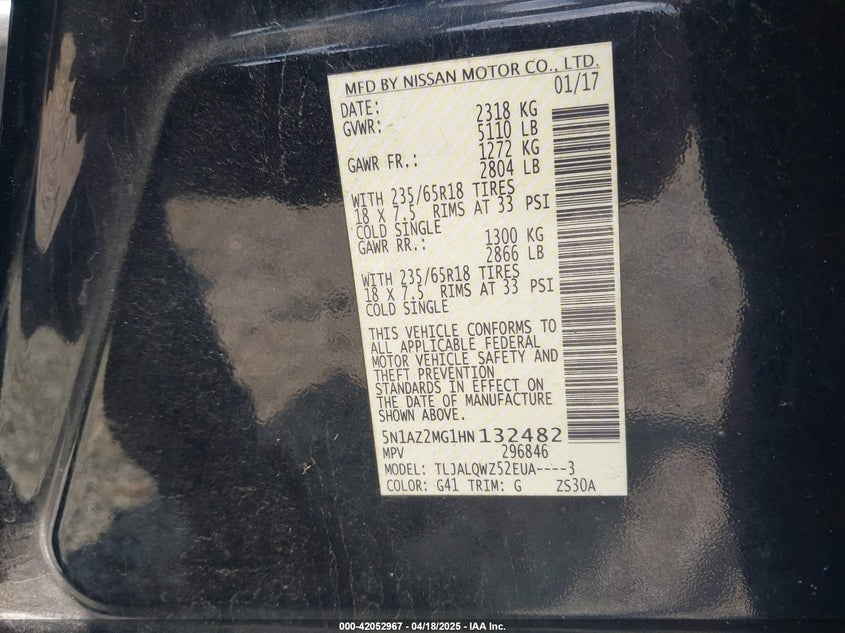 MFD BY NISSAN MOTOR CO., LTD.
DATE: 01/17
GVWR: 2318 KG
5110 LB
GAWR FR.: 1272 KG
2804 LB
WITH 235/65R18 TIRES
18 X 7.5 RIMS AT 33 PSI
COLD SINGLE
GAWR RR.: 1300 KG
2866 LB
WITH 235/65R18 TIRES
18 X 7.5 RIMS AT 33 PSI
COLD SINGLE
THIS VEHICLE CONFORMS TO
ALL APPLICABLE FEDERAL
MOTOR VEHICLE SAFETY AND
THEFT PREVENTION
STANDARDS IN EFFECT ON
THE DATE OF MANUFACTURE
SHOWN ABOVE.
5N1AZ2MG1HN132482
MPV 296846
MODEL: TLJALQWZ52EUA----3
COLOR: G41 TRIM: G ZS30A
000-42052967 - 04/18/2025 - IAA Inc.